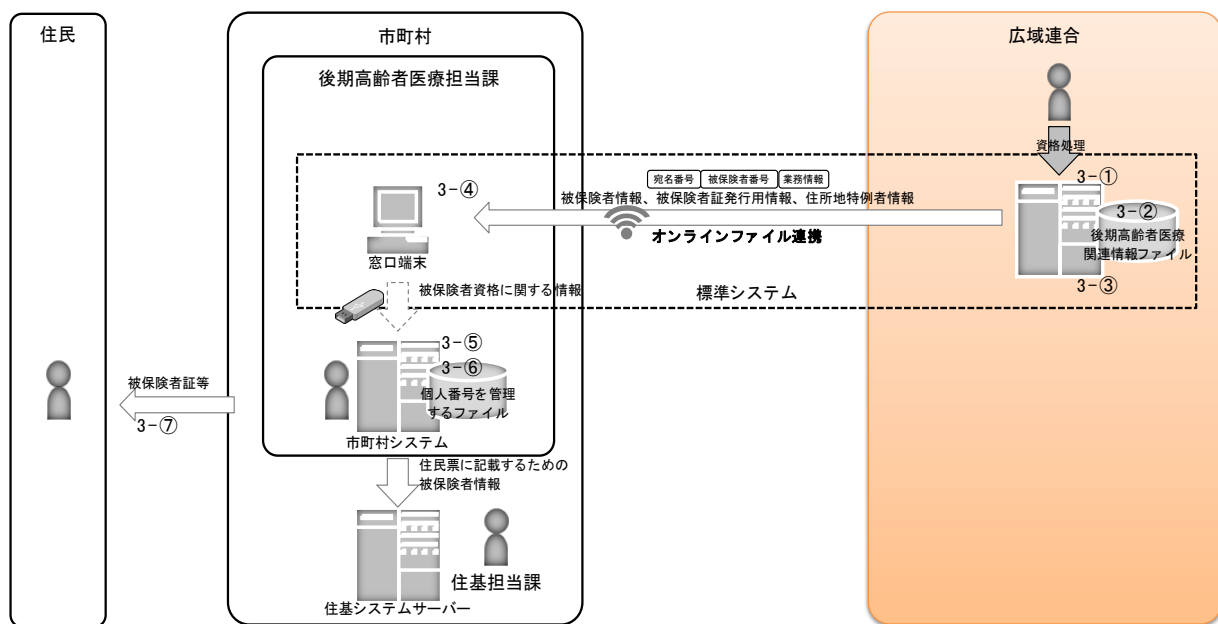 住民
市町村
広域連合
後期高齢者医療担当課
資格処理
宛名番号 被保険者番号 業務情報
被保険者情報、被保険者証発行用情報、住所地特例者情報
オンラインファイル連携
3-①
3-②
後期高齢者医療
関連情報ファイル
3-③
標準システム
3-④
窓口端末
被保険者資格に関する情報
3-⑤
3-⑥
個人番号を管理
するファイル
市町村システム
被保険者証等
3-⑦
住民票に記載するための
被保険者情報
住基担当課
住基システムサーバー